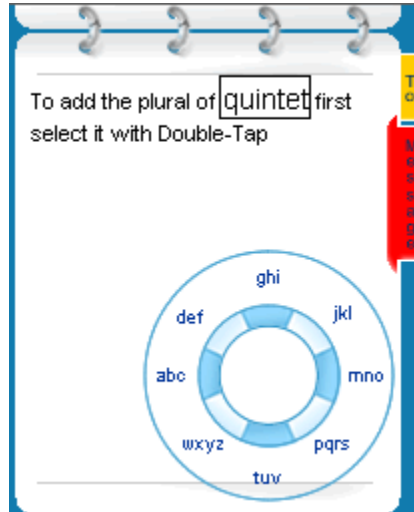 To add the plural of quintet first
select it with Double-Tap
ghi
def
jkl
abc
mno
wxyz
pqrs
tuv